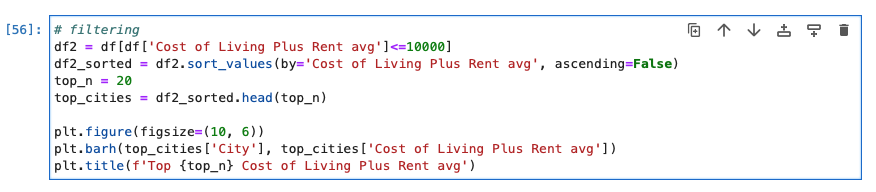 [56]: # filtering
df2 = df[df['Cost of Living Plus Rent avg']<=10000]
df2_sorted = df2.sort_values(by='Cost of Living Plus Rent avg', ascending=False)
top_n = 20
top_cities = df2_sorted.head(top_n)
plt.figure(figsize=(10, 6))
plt.barh(top_cities['City'], top_cities['Cost of Living Plus Rent avg'])
plt.title(f'Top {top_n} Cost of Living Plus Rent avg')